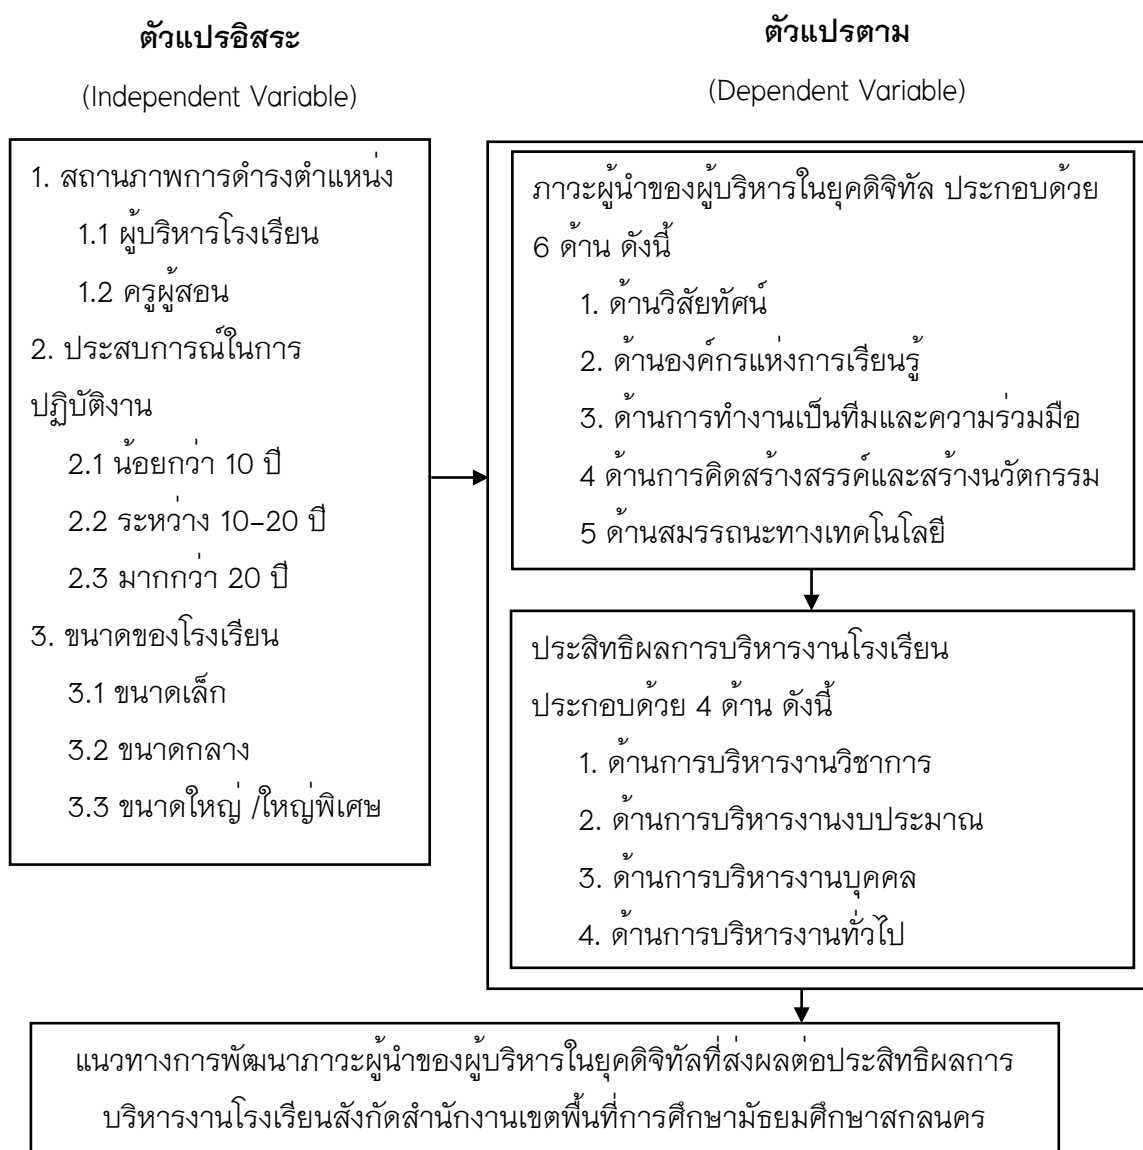 ตัวแปรอิสระ
(Independent Variable)
1. สถานภาพการดำรงตำแหน่ง
1.1 ผู้บริหารโรงเรียน
1.2 ครูผู้สอน
2. ประสบการณ์ในการ
ปฏิบัติงาน
2.1 น้อยกว่า 10 ปี
2.2 ระหว่าง 10–20 ปี
2.3 มากกว่า 20 ปี
3. ขนาดของโรงเรียน
3.1 ขนาดเล็ก
3.2 ขนาดกลาง
3.3 ขนาดใหญ่ /ใหญ่พิเศษ
ตัวแปรตาม
(Dependent Variable)
ภาวะผู้นำของผู้บริหารในยุคดิจิทัล ประกอบด้วย
6 ด้าน ดังนี้
1. ด้านวิสัยทัศน์
2. ด้านองค์กรแห่งการเรียนรู้
3. ด้านการทำงานเป็นทีมและความร่วมมือ
4 ด้านการคิดสร้างสรรค์และสร้างนวัตกรรม
5 ด้านสมรรถนะทางเทคโนโลยี
ประสิทธิผลการบริหารงานโรงเรียน
ประกอบด้วย 4 ด้าน ดังนี้
1. ด้านการบริหารงานวิชาการ
2. ด้านการบริหารงานงบประมาณ
3. ด้านการบริหารงานบุคคล
4. ด้านการบริหารงานทั่วไป
แนวทางการพัฒนาภาวะผู้นำของผู้บริหารในยุคดิจิทัลที่ส่งผลต่อประสิทธิผลการ
บริหารงานโรงเรียนสังกัดสำนักงานเขตพื้นที่การศึกษามัธยมศึกษาสกลนคร